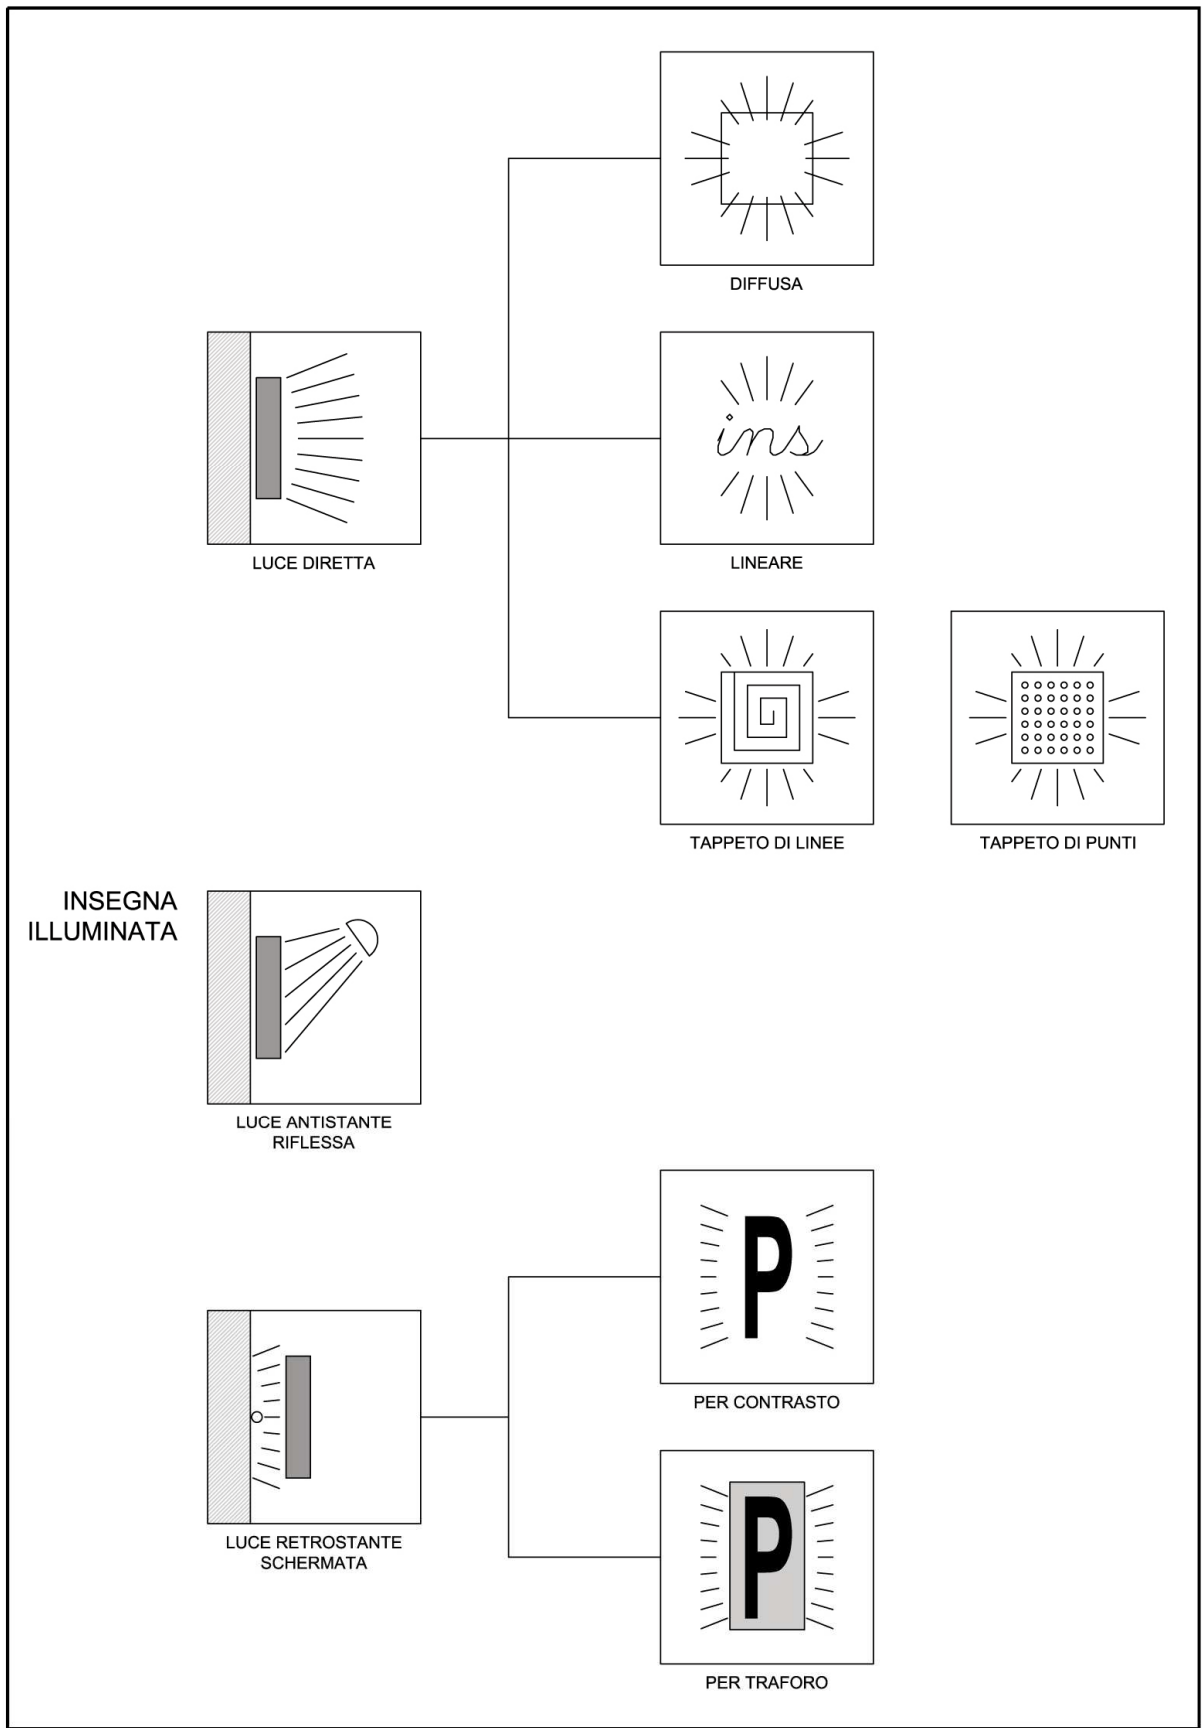 DIFFUSA
LUCE DIRETTA
ins
LINEARE
TAPPETO DI LINEE
TAPPETO DI PUNTI
INSEGNA
ILLUMINATA
LUCE ANTISTANTE
RIFLESSA
P
PER CONTRASTO
LUCE RETROSTANTE
SCHERMATA
P
PER TRAFORO